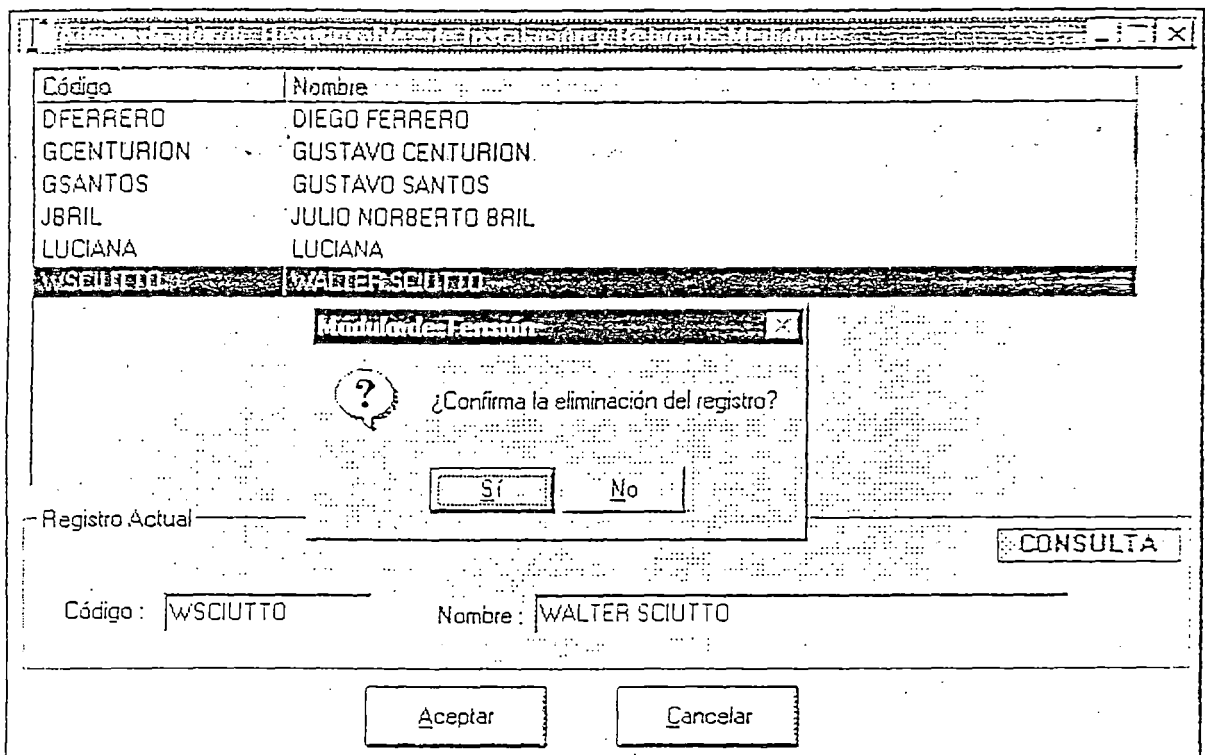 Código Nombre
DFERRERO DIEGO FERRERO
GCENTURION GUSTAVO CENTURION
GSANTOS GUSTAVO SANTOS
JBRIL JULIO NORBERTO BRIL
LUCIANA LUCIANA
WSCIUTTO WALTER SCIUTTO
Modulo de Tensión
¿Confirma la eliminación del registro?
Sí No
Registro Actual
CONSULTA
Código : WSCIUTTO Nombre : WALTER SCIUTTO
Aceptar Cancelar